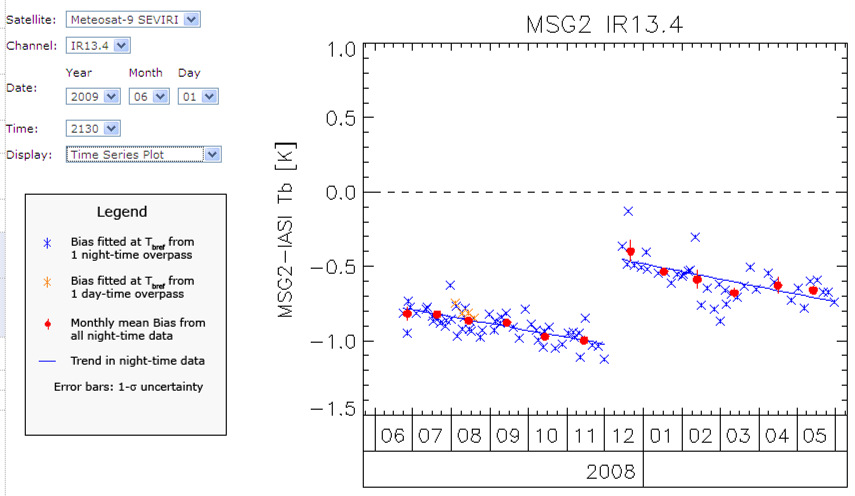 Satellite: Meteosat-9 SEVIRI
Channel: IR13.4
Year Month Day
Date: 2009 06 01
Time: 2130
Display: Time Series Plot
Legend
Bias fitted at Tbref from
1 night-time overpass
Bias fitted at Tbref from
1 day-time overpass
Monthly mean Bias from
all night-time data
Trend in night-time data
Error bars: 1-σ uncertainty
MSG2 IR13.4
MSG2-IASI Tb [K]
1.0
0.5
0.0
-0.5
-1.0
-1.5
06 07 08 09 10 11 12 01 02 03 04 05
2008